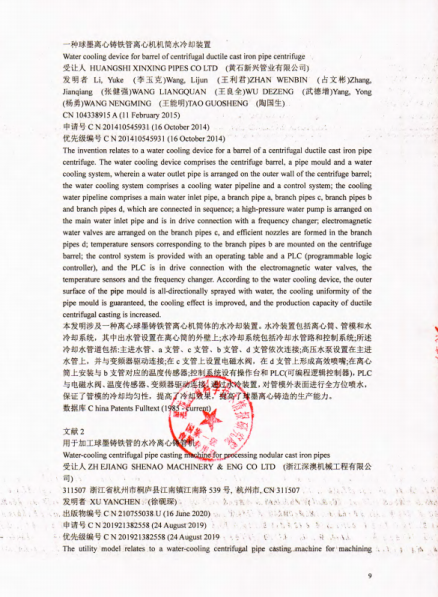 一种球墨离心铸铁管离心机机筒水冷却装置
Water cooling device for barrel of centrifugal ductile cast iron pipe centrifuge
受让人 HUANGSHI XINXING PIPES CO LTD (黄石新兴管业有限公司)
发明者 Li, Yuke (李玉克)Wang, Lijun (王利君)ZHAN WENBIN (占文彬)Zhang,
Jianqiang (张健强)WANG LIANGQUAN (王良全)WU DEZENG (武德增)Yang, Yong
(杨勇)WANG NENGMING (王能明)TAO GUOSHENG (陶国生)
CN 104338915 A (11 February 2015)
申请号 C N 201410545931 (16 October 2014)
优先级编号 C N 201410545931 (16 October 2014)
The invention relates to a water cooling device for a barrel of a centrifugal ductile cast iron pipe
centrifuge. The water cooling device comprises the centrifuge barrel, a pipe mould and a water
cooling system, wherein a water outlet pipe is arranged on the outer wall of the centrifuge barrel;
the water cooling system comprises a cooling water pipeline and a control system; the cooling
water pipeline comprises a main water inlet pipe, a branch pipe a, branch pipes c, branch pipes b
and branch pipes d, which are connected in sequence; a high-pressure water pump is arranged on
the main water inlet pipe and is in drive connection with a frequency changer; electromagnetic
water valves are arranged on the branch pipes c, and efficient nozzles are formed in the branch
pipes d; temperature sensors corresponding to the branch pipes b are mounted on the centrifuge
barrel; the control system is provided with an operating table and a PLC (programmable logic
controller), and the PLC is in drive connection with the electromagnetic water valves, the
temperature sensors and the frequency changer. According to the water cooling device, the outer
surface of the pipe mould is all-directionally sprayed with water, the cooling uniformity of the
pipe mould is guaranteed, the cooling effect is improved, and the production capacity of ductile
centrifugal casting is increased.
本发明涉及一种离心球墨铸铁管离心机筒体的水冷却装置。水冷却装置包括离心筒、管模和水
冷却系统，其中出水管设置在离心筒的外壁上;水冷却系统包括冷却水管路和控制系统;所述
冷却水管道包括:主进水管、a 支管、c 支管、b 支管、d 支管依次连接;高压水泵设置在主进
水管上，并与变频器驱动连接;在 c 支管上设置电磁水阀，在 d 支管上形成高效喷嘴;在离心
筒上安装与 b 支管对应的温度传感器;控制系统设有操作台和 PLC(可编程逻辑控制器)，PLC
与电磁水阀、温度传感器、变频器驱动连接。通过水冷装置，对管模外表面进行全方位喷水，
保证了管模的冷却均匀性，提高了冷却效果，提高了球墨离心铸造的生产能力。
数据库 C hina Patents Fulltext (1985 - current)
文献 2
用于加工球墨铸铁管的水冷离心铸管机
Water-cooling centrifugal pipe casting machine for processing nodular cast iron pipes
受让人 ZH EJIANG SHENAO MACHINERY & ENG CO LTD (浙江深澳机械工程有限公
司)
311507 浙江省杭州市桐庐县江南镇江南路 539 号, 杭州市, CN 311507
发明者 XU YANCHEN (徐砚琛)
出版物编号 C N 210755038 U (16 June 2020)
申请号 C N 201921382558 (24 August 2019)
优先级编号 C N 201921382558 (24 August 2019
The utility model relates to a water-cooling centrifugal pipe casting machine for machining
9